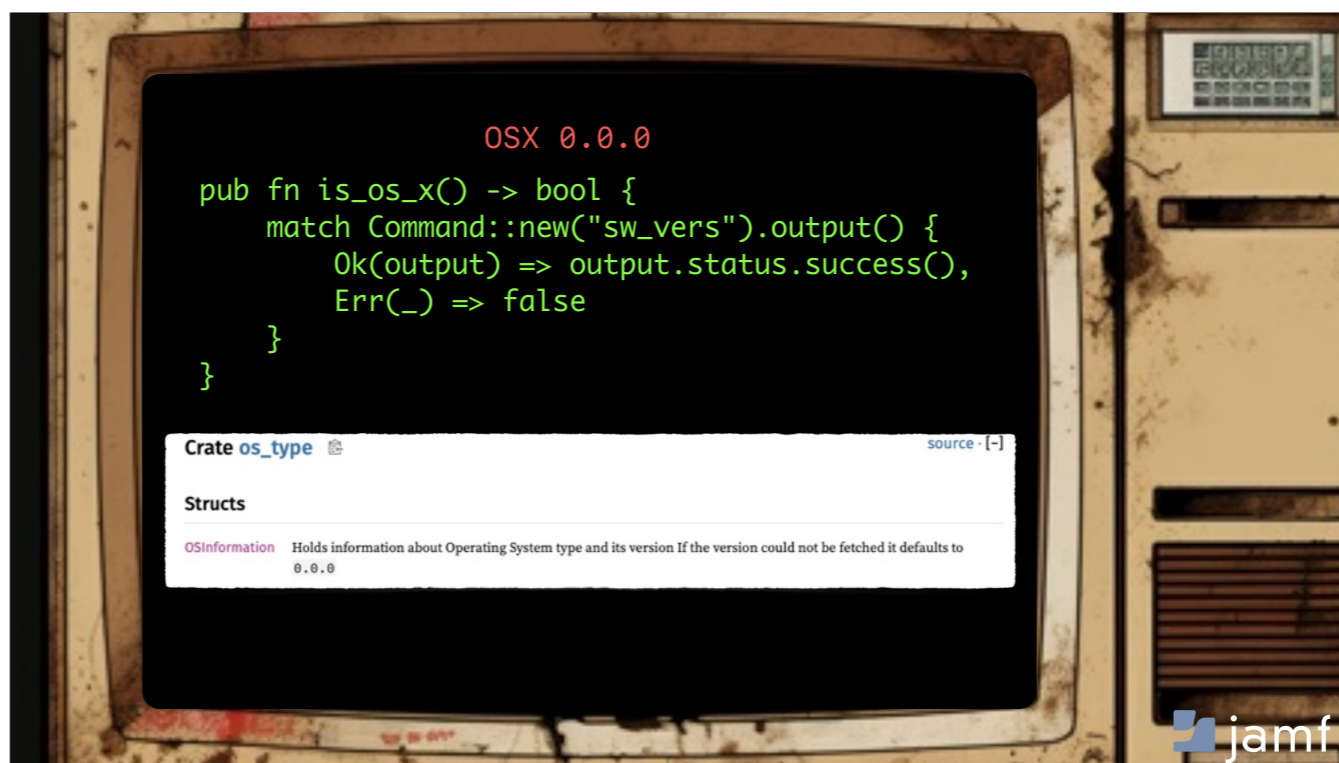 OSX 0.0.0
pub fn is_os_x() -> bool {
    match Command::new("sw_vers").output() {
        Ok(output) => output.status.success(),
        Err(_) => false
    }
}
Crate os_type
source · [-]
Structs
OSInformation Holds information about Operating System type and its version If the version could not be fetched it defaults to
0.0.0
jamf